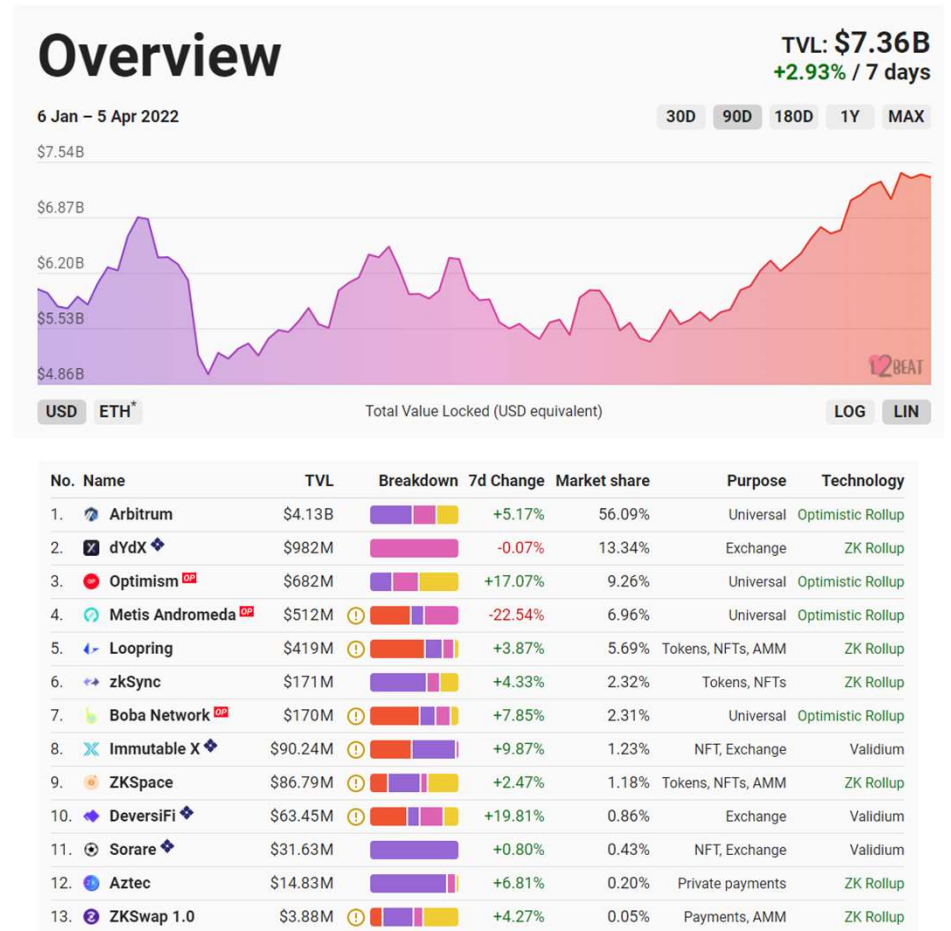 Overview
TVL: $7.36B
+2.93% / 7 days
6 Jan – 5 Apr 2022
30D 90D 180D 1Y MAX
$7.54B
$6.87B
$6.20B
$5.53B
$4.86B
L2BEAT
USD ETH* Total Value Locked (USD equivalent) LOG LIN
No. Name TVL Breakdown 7d Change Market share Purpose Technology
1. Arbitrum $4.13B +5.17% 56.09% Universal Optimistic Rollup
2. dYdX $982M -0.07% 13.34% Exchange ZK Rollup
3. Optimism OP $682M +17.07% 9.26% Universal Optimistic Rollup
4. Metis Andromeda OP $512M -22.54% 6.96% Universal Optimistic Rollup
5. Loopring $419M +3.87% 5.69% Tokens, NFTs, AMM ZK Rollup
6. zkSync $171M +4.33% 2.32% Tokens, NFTs ZK Rollup
7. Boba Network OP $170M +7.85% 2.31% Universal Optimistic Rollup
8. Immutable X $90.24M +9.87% 1.23% NFT, Exchange Validium
9. ZKSpace $86.79M +2.47% 1.18% Tokens, NFTs, AMM ZK Rollup
10. DeversiFi $63.45M +19.81% 0.86% Exchange Validium
11. Sorare $31.63M +0.80% 0.43% NFT, Exchange Validium
12. Aztec $14.83M +6.81% 0.20% Private payments ZK Rollup
13. ZKSwap 1.0 $3.88M +4.27% 0.05% Payments, AMM ZK Rollup